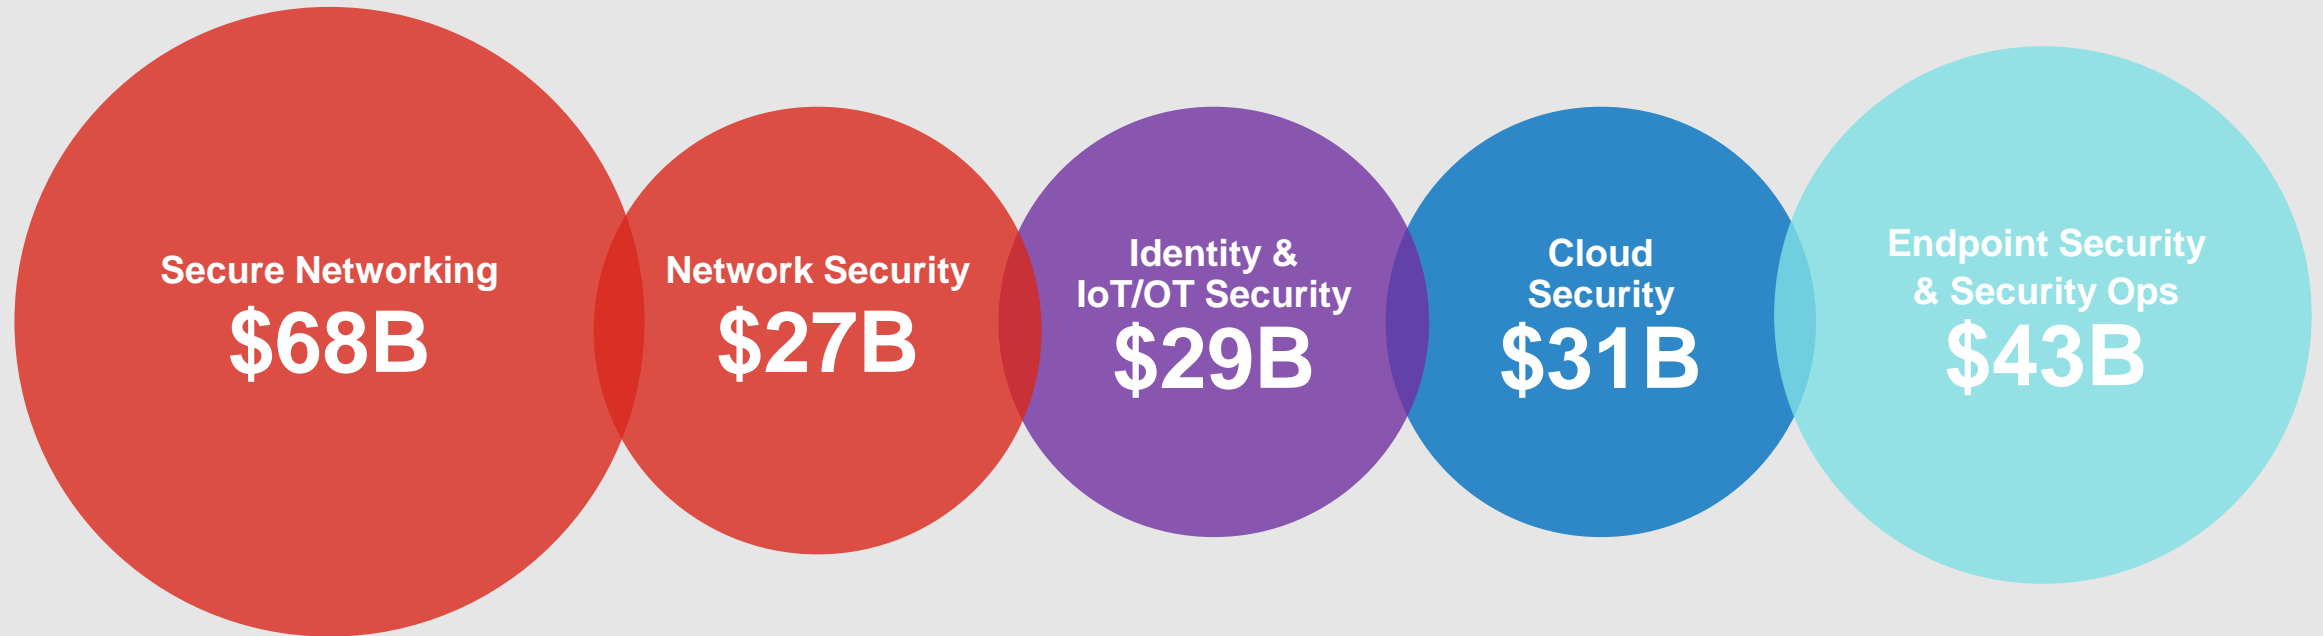 Secure Networking
$68B
Network Security
$27B
Identity &
IoT/OT Security
$29B
Cloud
Security
$31B
Endpoint Security
& Security Ops
$43B